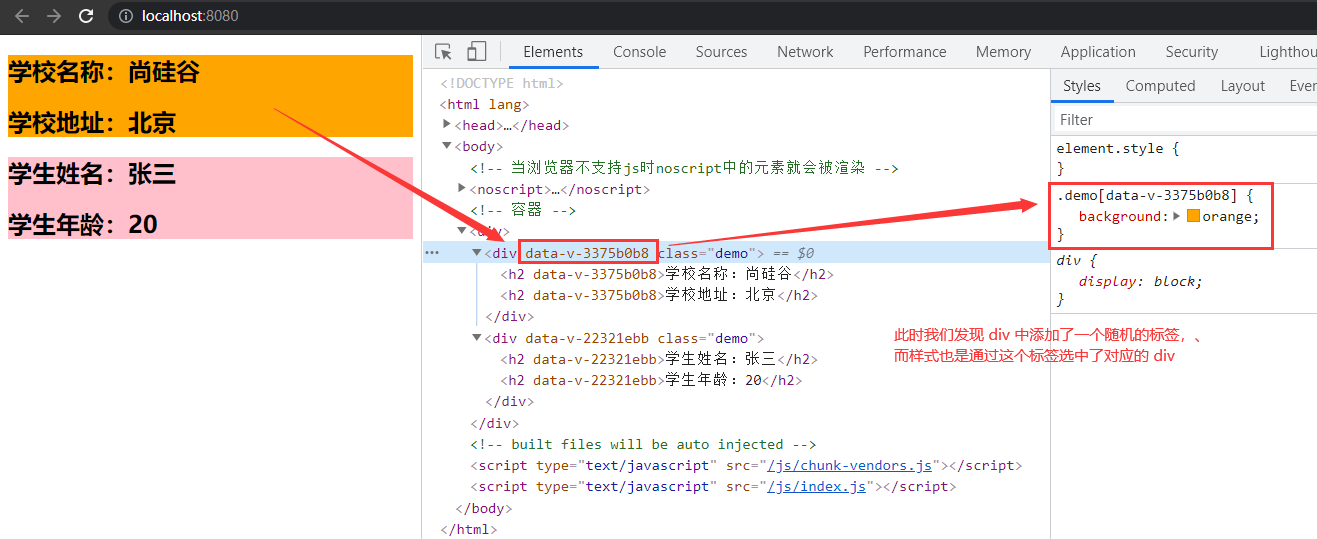 localhost:8080
学校名称：尚硅谷
学校地址：北京
学生姓名：张三
学生年龄：20
Elements Console Sources Network Performance Memory Application Security Lighthou
<!DOCTYPE html>
<html lang>
<head>…</head>
<body>
<!-- 当浏览器不支持js时noscript中的元素就会被渲染 -->
<noscript>…</noscript>
<!-- 容器 -->
<div>
<div data-v-3375b0b8 class="demo"> == $0
<h2 data-v-3375b0b8>学校名称：尚硅谷</h2>
<h2 data-v-3375b0b8>学校地址：北京</h2>
</div>
<div data-v-22321ebb class="demo">
<h2 data-v-22321ebb>学生姓名：张三</h2>
<h2 data-v-22321ebb>学生年龄：20</h2>
</div>
</div>
<!-- built files will be auto injected -->
<script type="text/javascript" src="/js/chunk-vendors.js"></script>
<script type="text/javascript" src="/js/index.js"></script>
</body>
</html>
Styles Computed Layout Even
Filter
element.style {
}
.demo[data-v-3375b0b8] {
background: orange;
}
div {
display: block;
}
此时我们发现 div 中添加了一个随机的标签，、
而样式也是通过这个标签选中了对应的 div